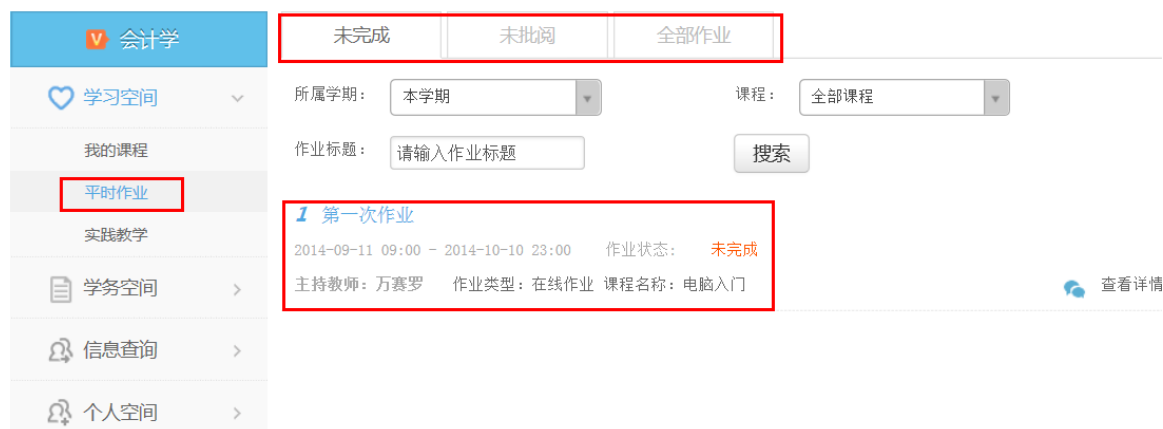 V 会计学
学习空间
我的课程
平时作业
实践教学
学务空间
信息查询
个人空间
未完成 未批阅 全部作业
所属学期： 本学期 课程： 全部课程
作业标题： 请输入作业标题 搜索
1 第一次作业
2014-09-11 09:00 - 2014-10-10 23:00 作业状态： 未完成
主持教师：万赛罗 作业类型：在线作业 课程名称：电脑入门 查看详情